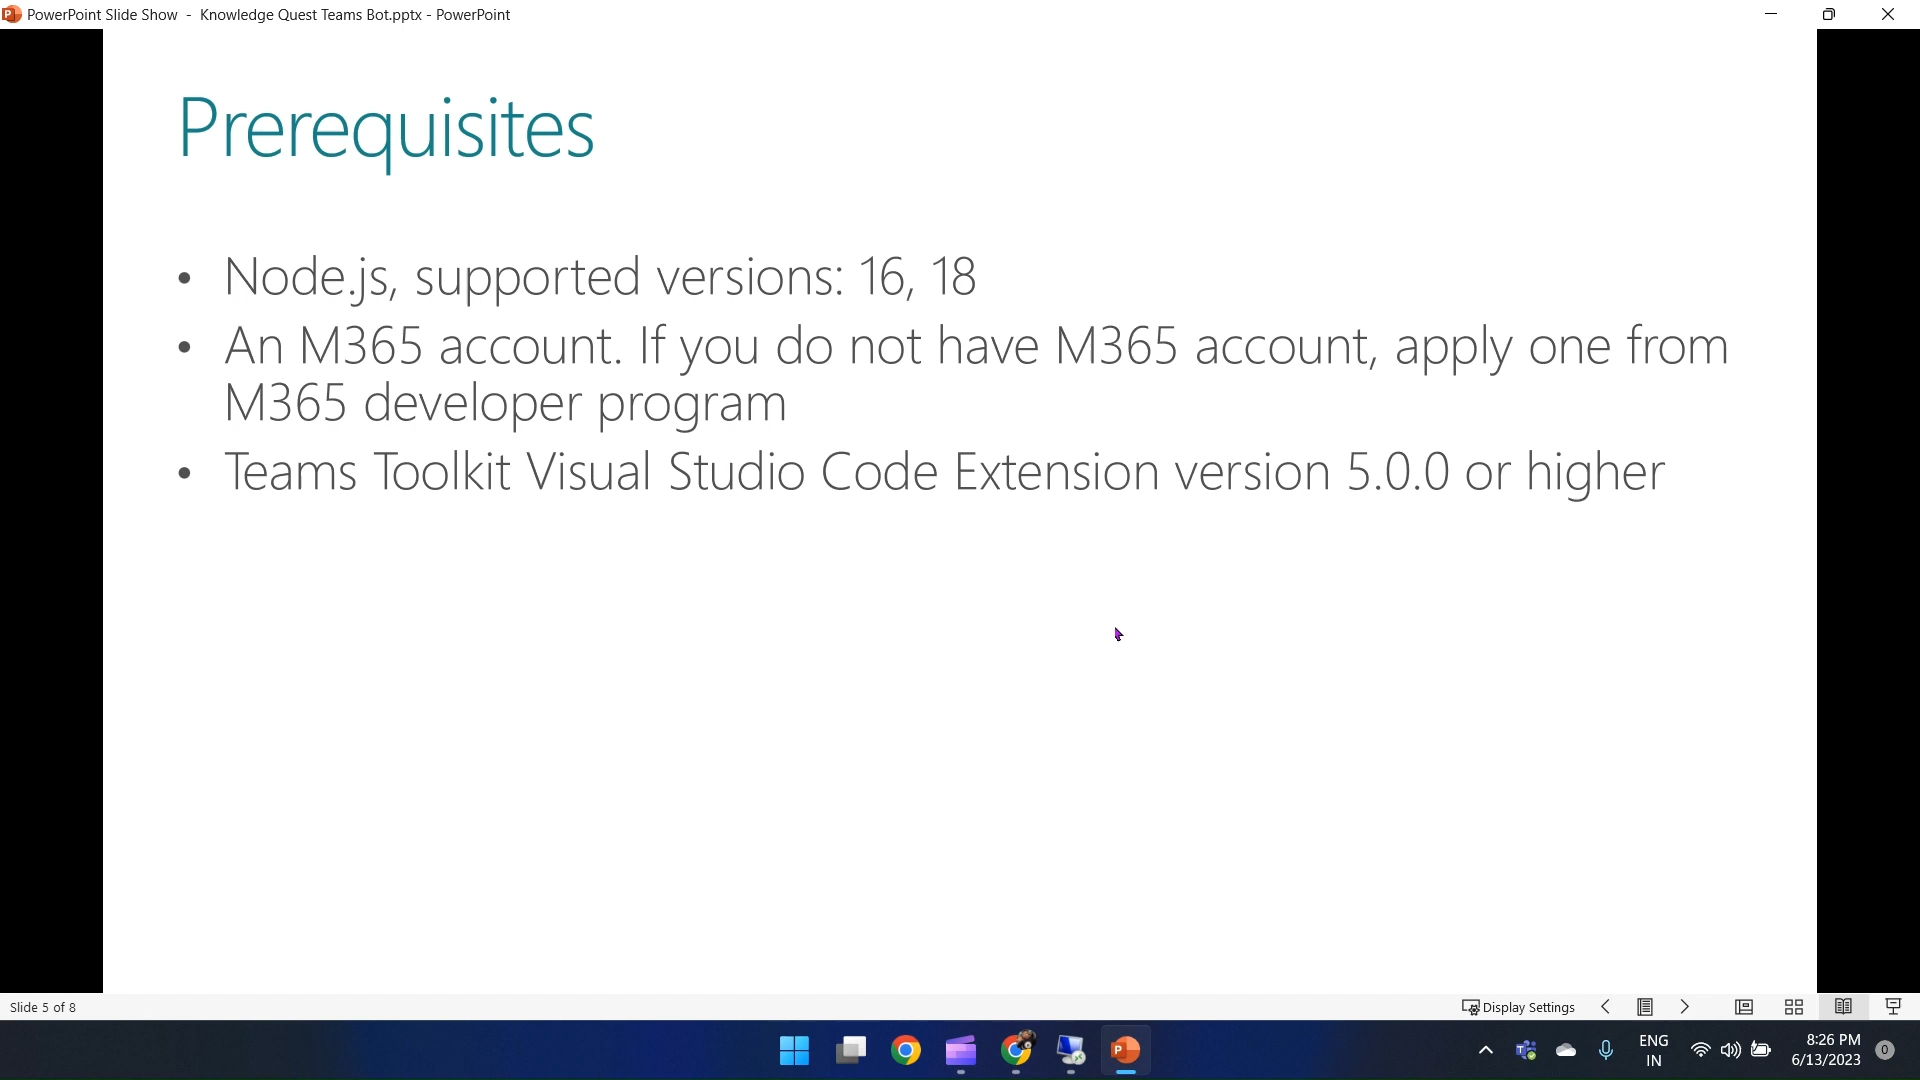 PowerPoint Slide Show - Knowledge Quest Teams Bot.pptx - PowerPoint
Prerequisites
• Node.js, supported versions: 16, 18
• An M365 account. If you do not have M365 account, apply one from
M365 developer program
• Teams Toolkit Visual Studio Code Extension version 5.0.0 or higher
Slide 5 of 8
Display Settings
ENG
IN
8:26 PM
6/13/2023
0